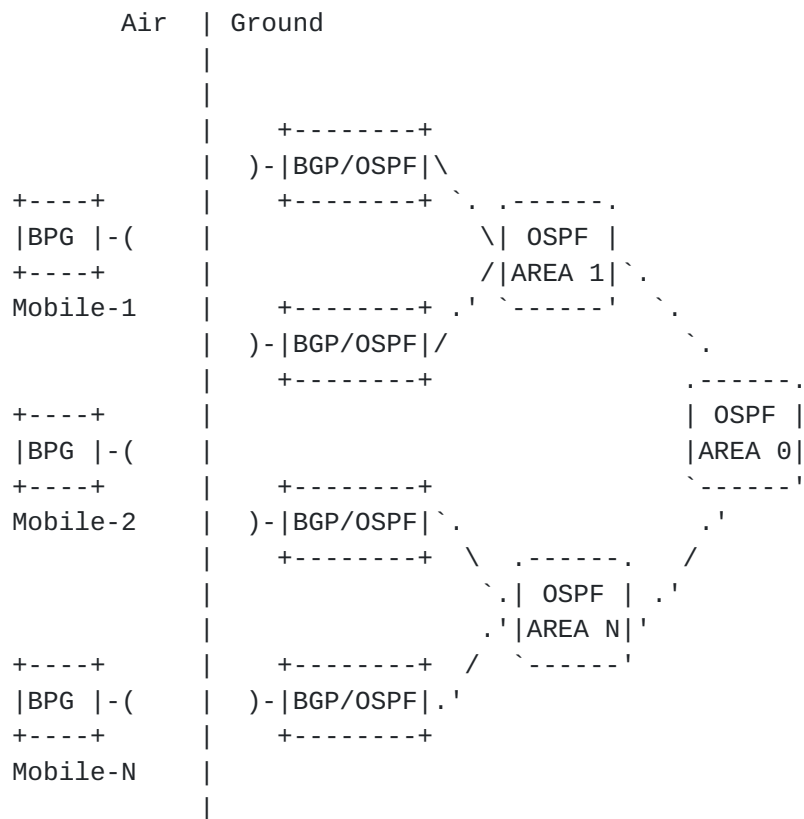 Air | Ground
|
|
| +--------+
| )-|BGP/OSPF|\
+----+ | +--------+ `. .------.
|BPG |-( | \| OSPF |
+----+ | /|AREA 1|`.
Mobile-1 | +--------+ .' `------' `.
| )-|BGP/OSPF|/ `.
| +--------+ .------.
+----+ | | OSPF |
|BPG |-( | |AREA 0|
+----+ | +--------+ `------'
Mobile-2 | )-|BGP/OSPF|`. .'
| +--------+ \ .------. /
| `.| OSPF | .'
| .'|AREA N|'
+----+ | +--------+ / `------'
|BPG |-( | )-|BGP/OSPF|.'
+----+ | +--------+
Mobile-N |
|